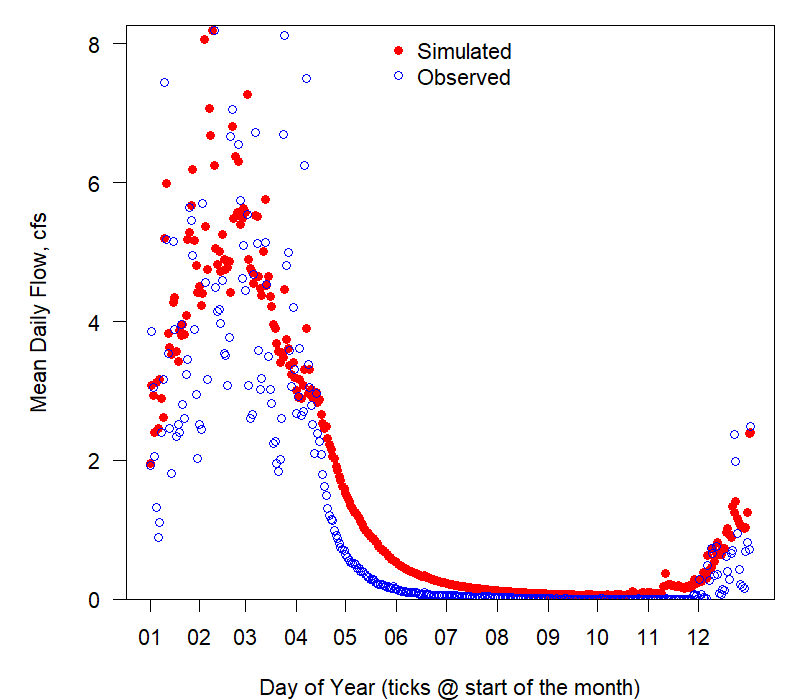 Simulated
Observed
8
6
4
2
0
Mean Daily Flow, cfs
01 02 03 04 05 06 07 08 09 10 11 12
Day of Year (ticks @ start of the month)